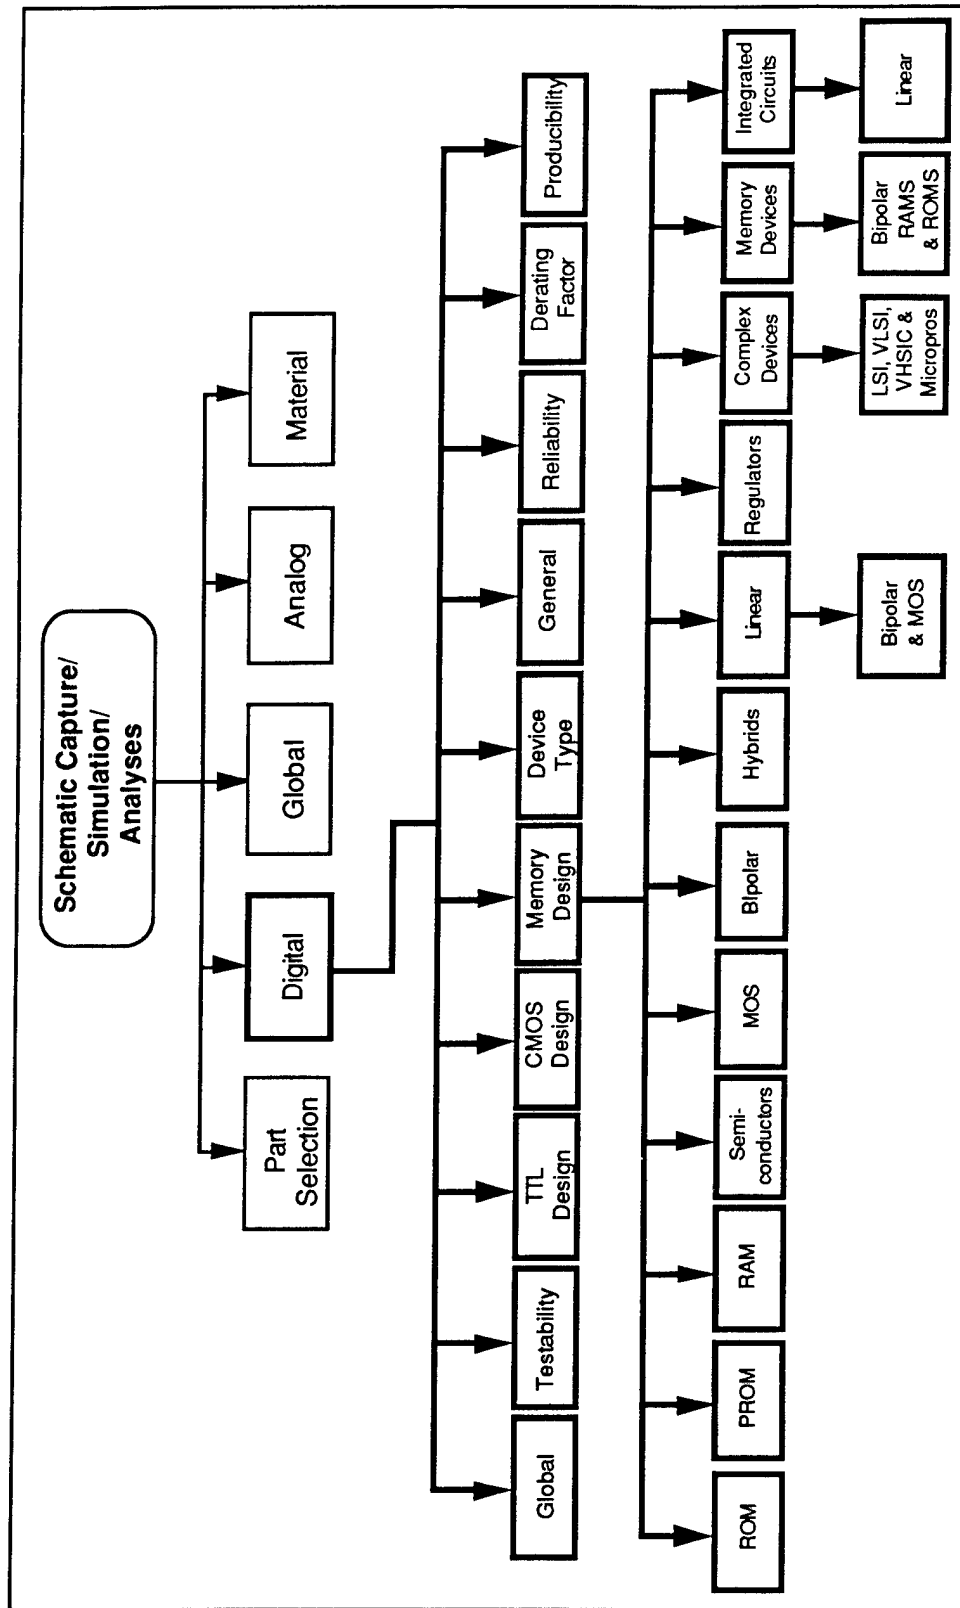 Schematic Capture/
Simulation/
Analyses
Part
Selection
Digital
Global
Analog
Material
Global
Testability
TTL
Design
CMOS
Design
Memory
Design
Device
Type
General
Reliability
Derating
Factor
Producibility
ROM
PROM
RAM
Semi-
conductors
MOS
Bipolar
Hybrids
Linear
Regulators
Complex
Devices
Memory
Devices
Integrated
Circuits
Bipolar
& MOS
LSI, VLSI,
VHSIC &
Micropros
Bipolar
RAMS
& ROMS
Linear